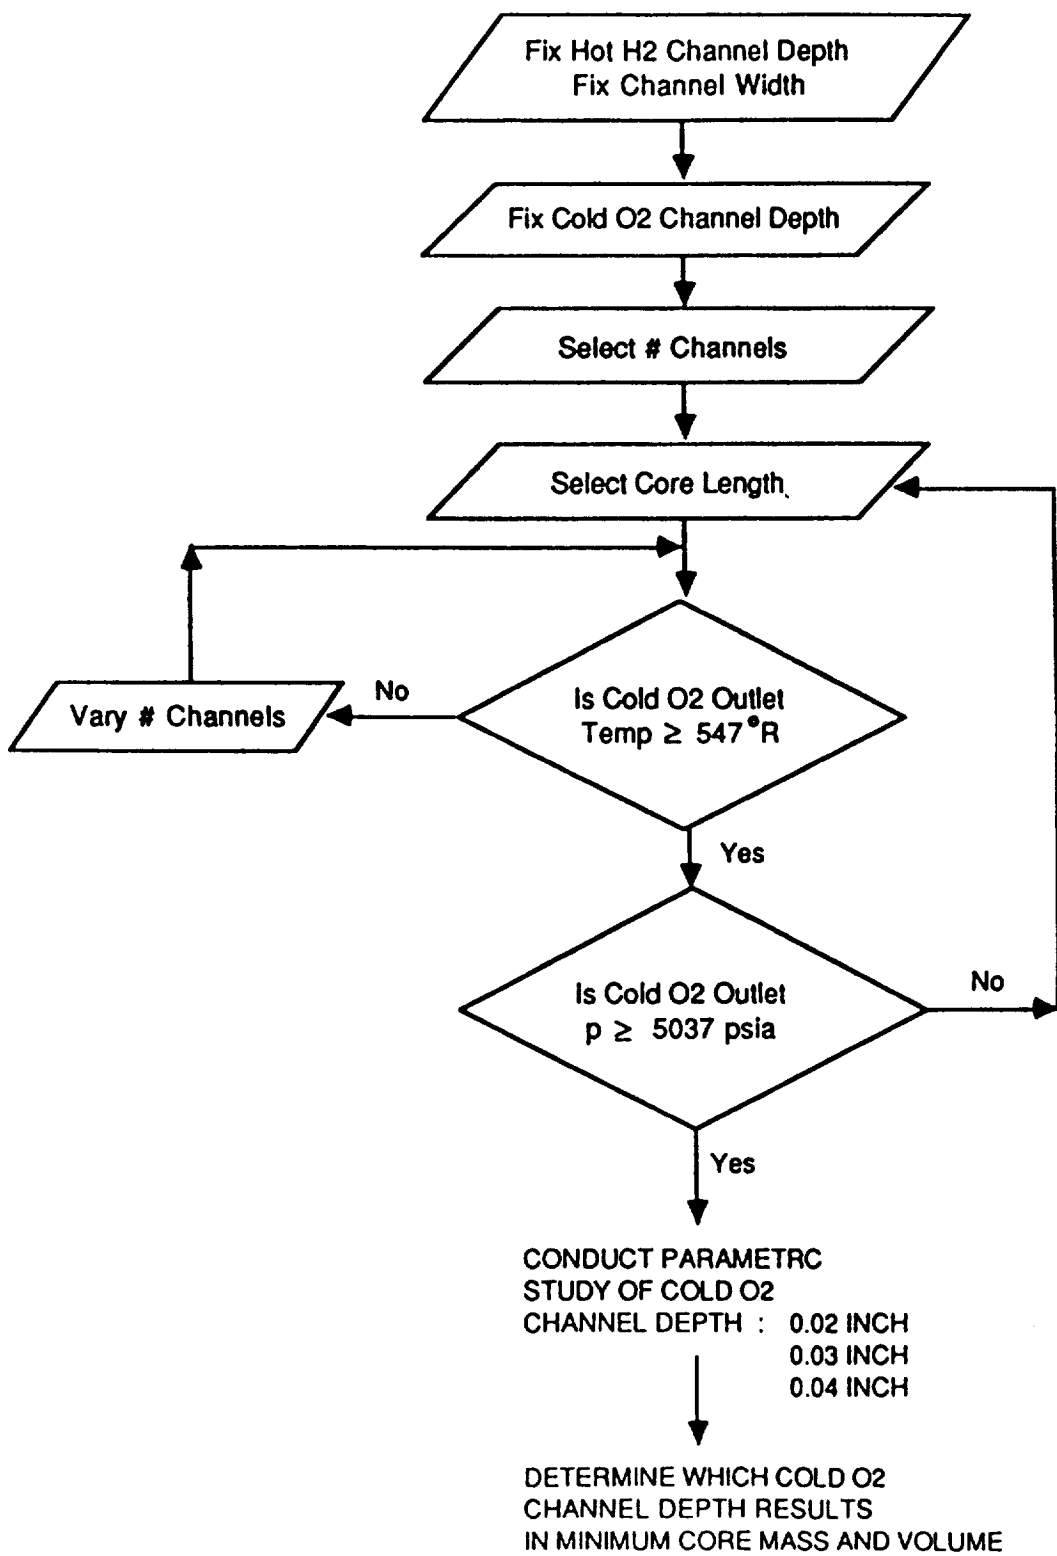 Fix Hot H2 Channel Depth
Fix Channel Width
Fix Cold O2 Channel Depth
Select # Channels
Select Core Length
No
Vary # Channels
Is Cold O2 Outlet
Temp ≥ 547°R
Yes
Is Cold O2 Outlet
p ≥ 5037 psia
No
Yes
CONDUCT PARAMETRC
STUDY OF COLD O2
CHANNEL DEPTH : 0.02 INCH
0.03 INCH
0.04 INCH
DETERMINE WHICH COLD O2
CHANNEL DEPTH RESULTS
IN MINIMUM CORE MASS AND VOLUME